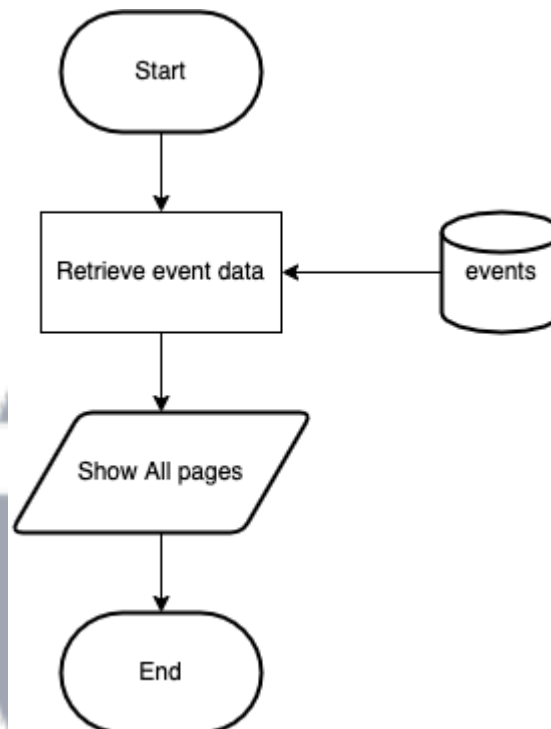 Start
Retrieve event data
events
Show All pages
End